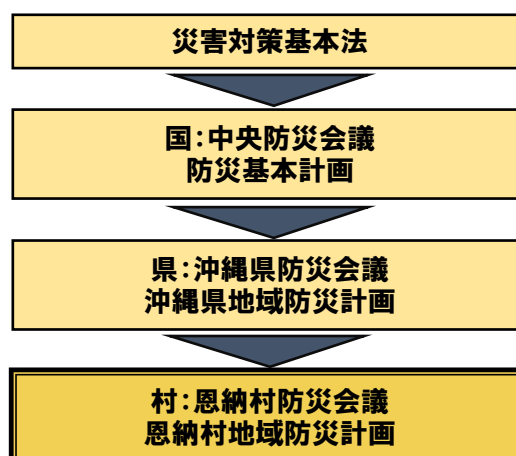 災害対策基本法
国:中央防災会議
防災基本計画
県:沖縄県防災会議
沖縄県地域防災計画
村:恩納村防災会議
恩納村地域防災計画